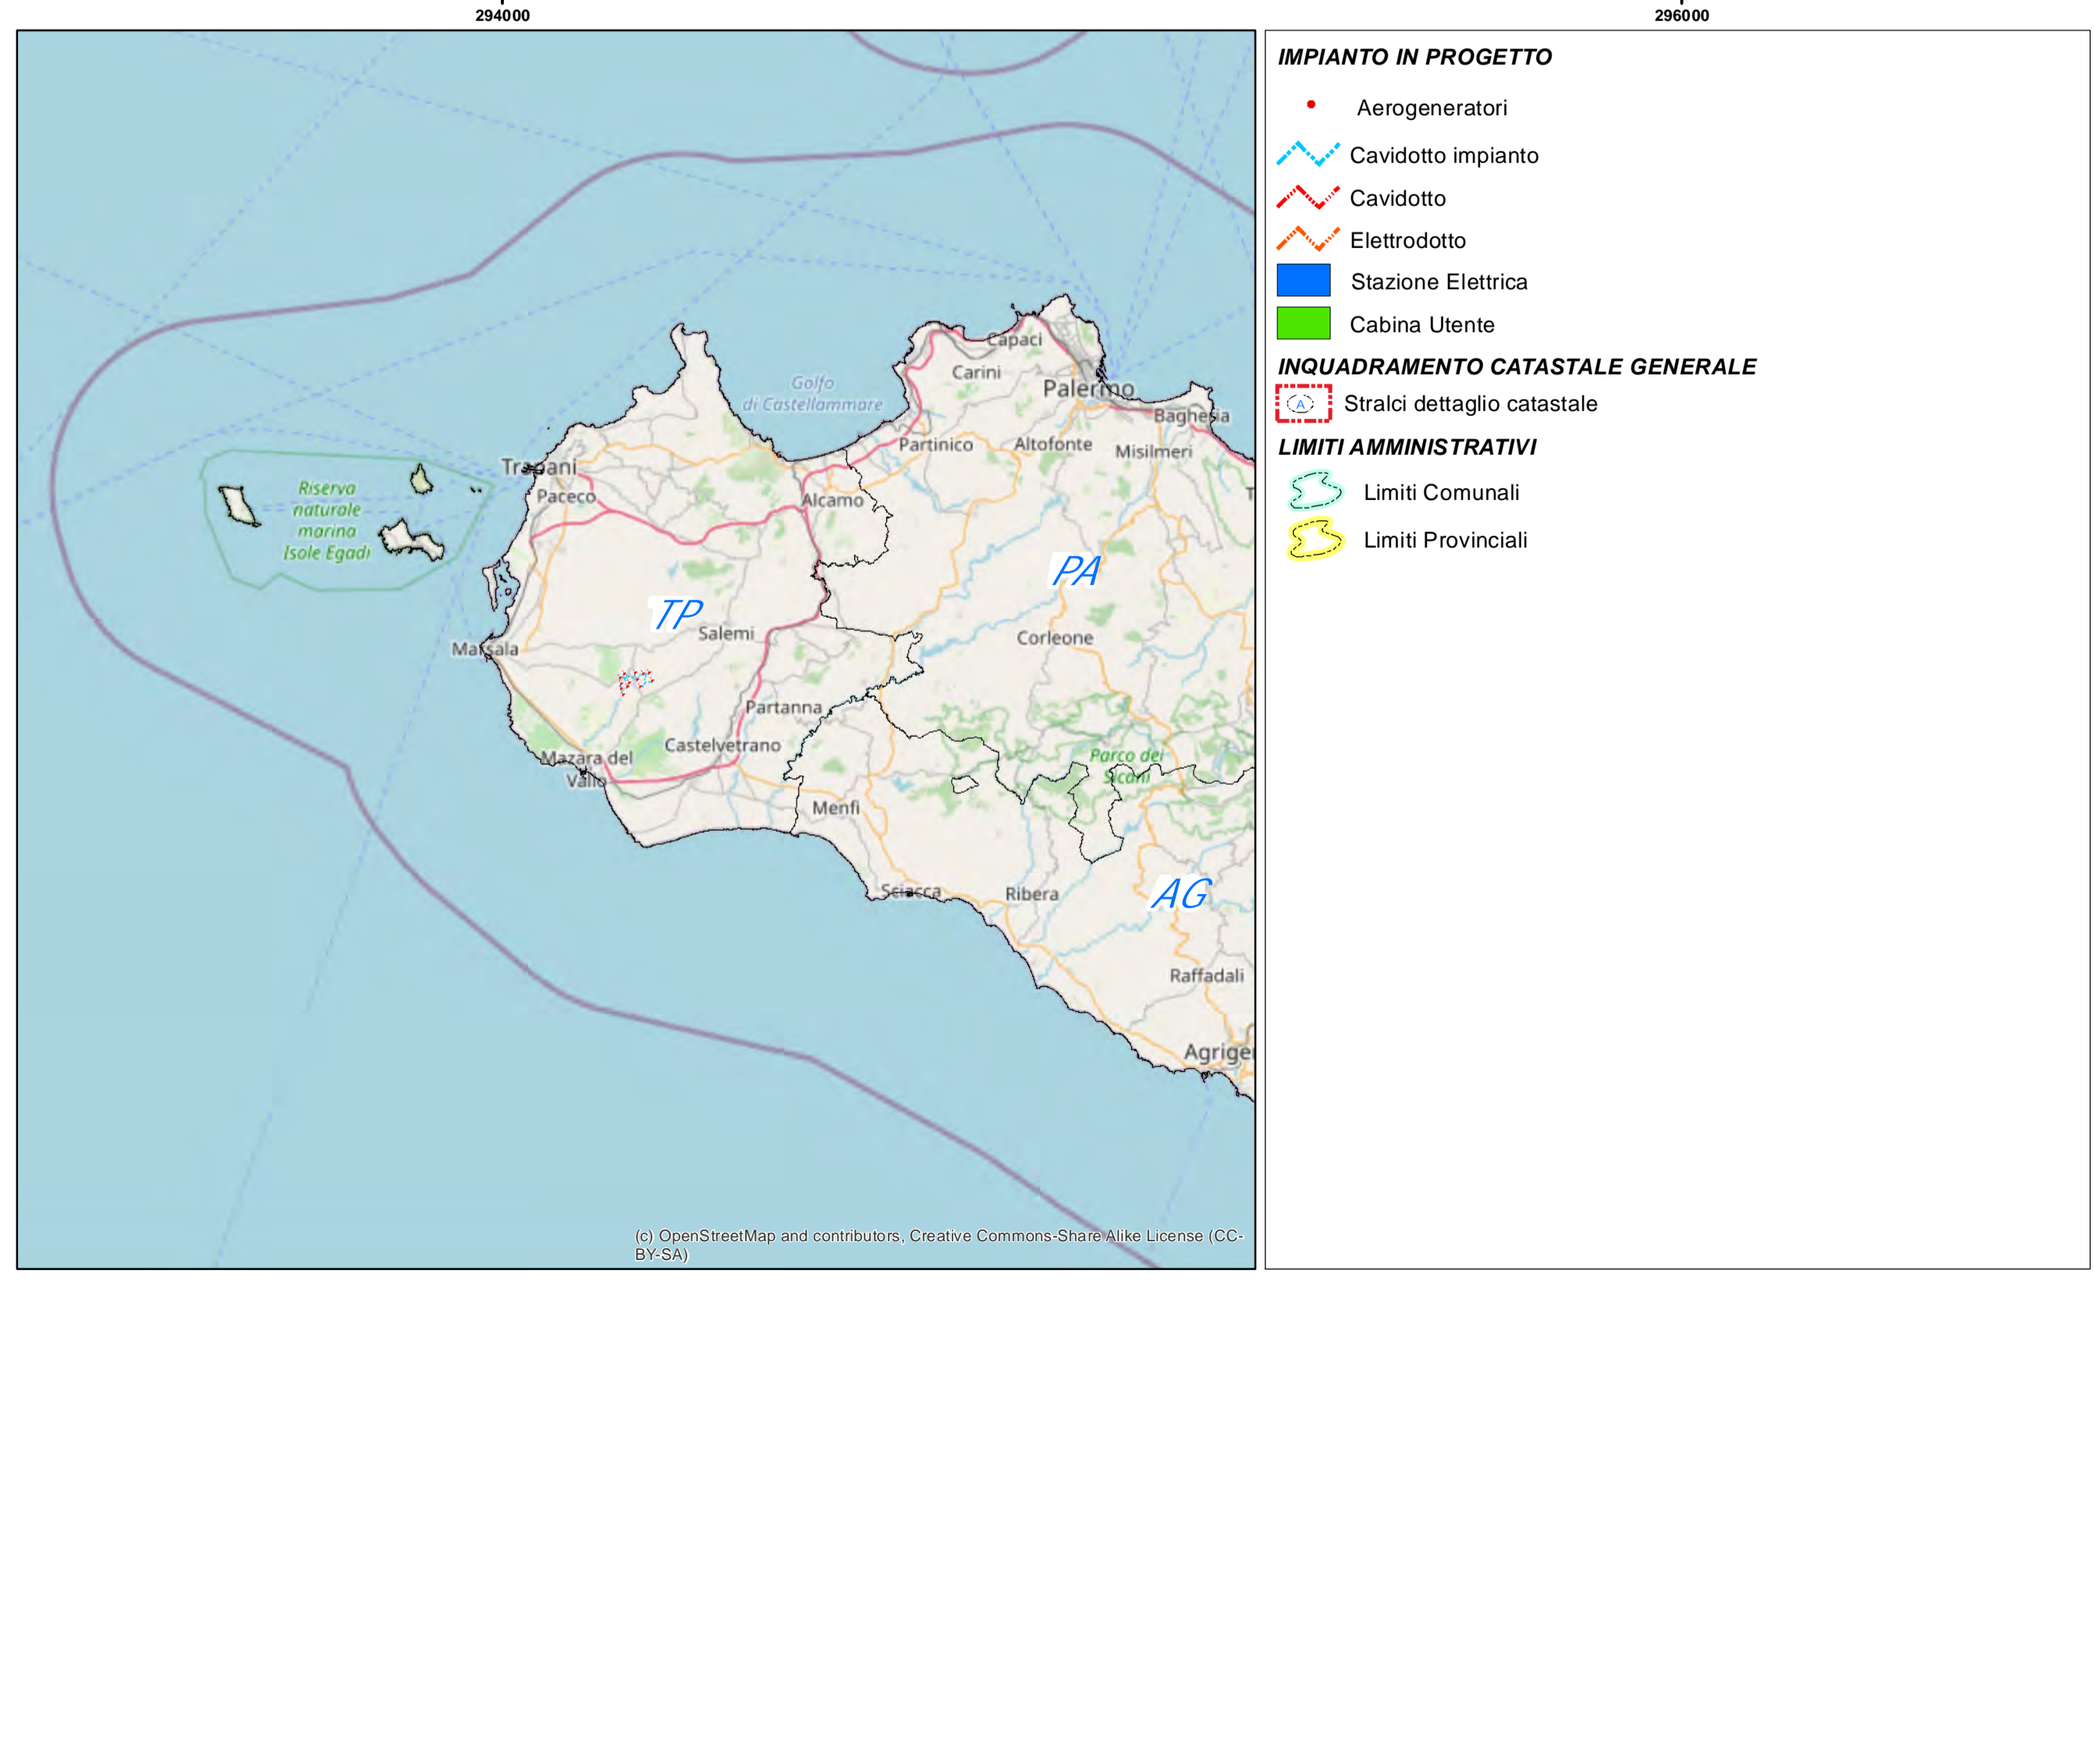 294000
296000
Golfo
di Castellammare
Capaci
Carini
Palermo
Bagheria
Partinico
Altofonte
Misilmeri
Trapani
Paceco
Alcamo
Riserva
naturale
marina
Isole Egadi
PA
TP
Salemi
Corleone
Marsala
Partanna
Castelvetrano
Mazara del
Vallo
Parco dei
Sicani
Menfi
Sciacca
Ribera
AG
Raffadali
Agrige
(c) OpenStreetMap and contributors, Creative Commons-Share Alike License (CC-
BY-SA)
IMPIANTO IN PROGETTO
Aerogeneratori
Cavidotto impianto
Cavidotto
Elettrodotto
Stazione Elettrica
Cabina Utente
INQUADRAMENTO CATASTALE GENERALE
A
Stralci dettaglio catastale
LIMITI AMMINISTRATIVI
Limiti Comunali
Limiti Provinciali